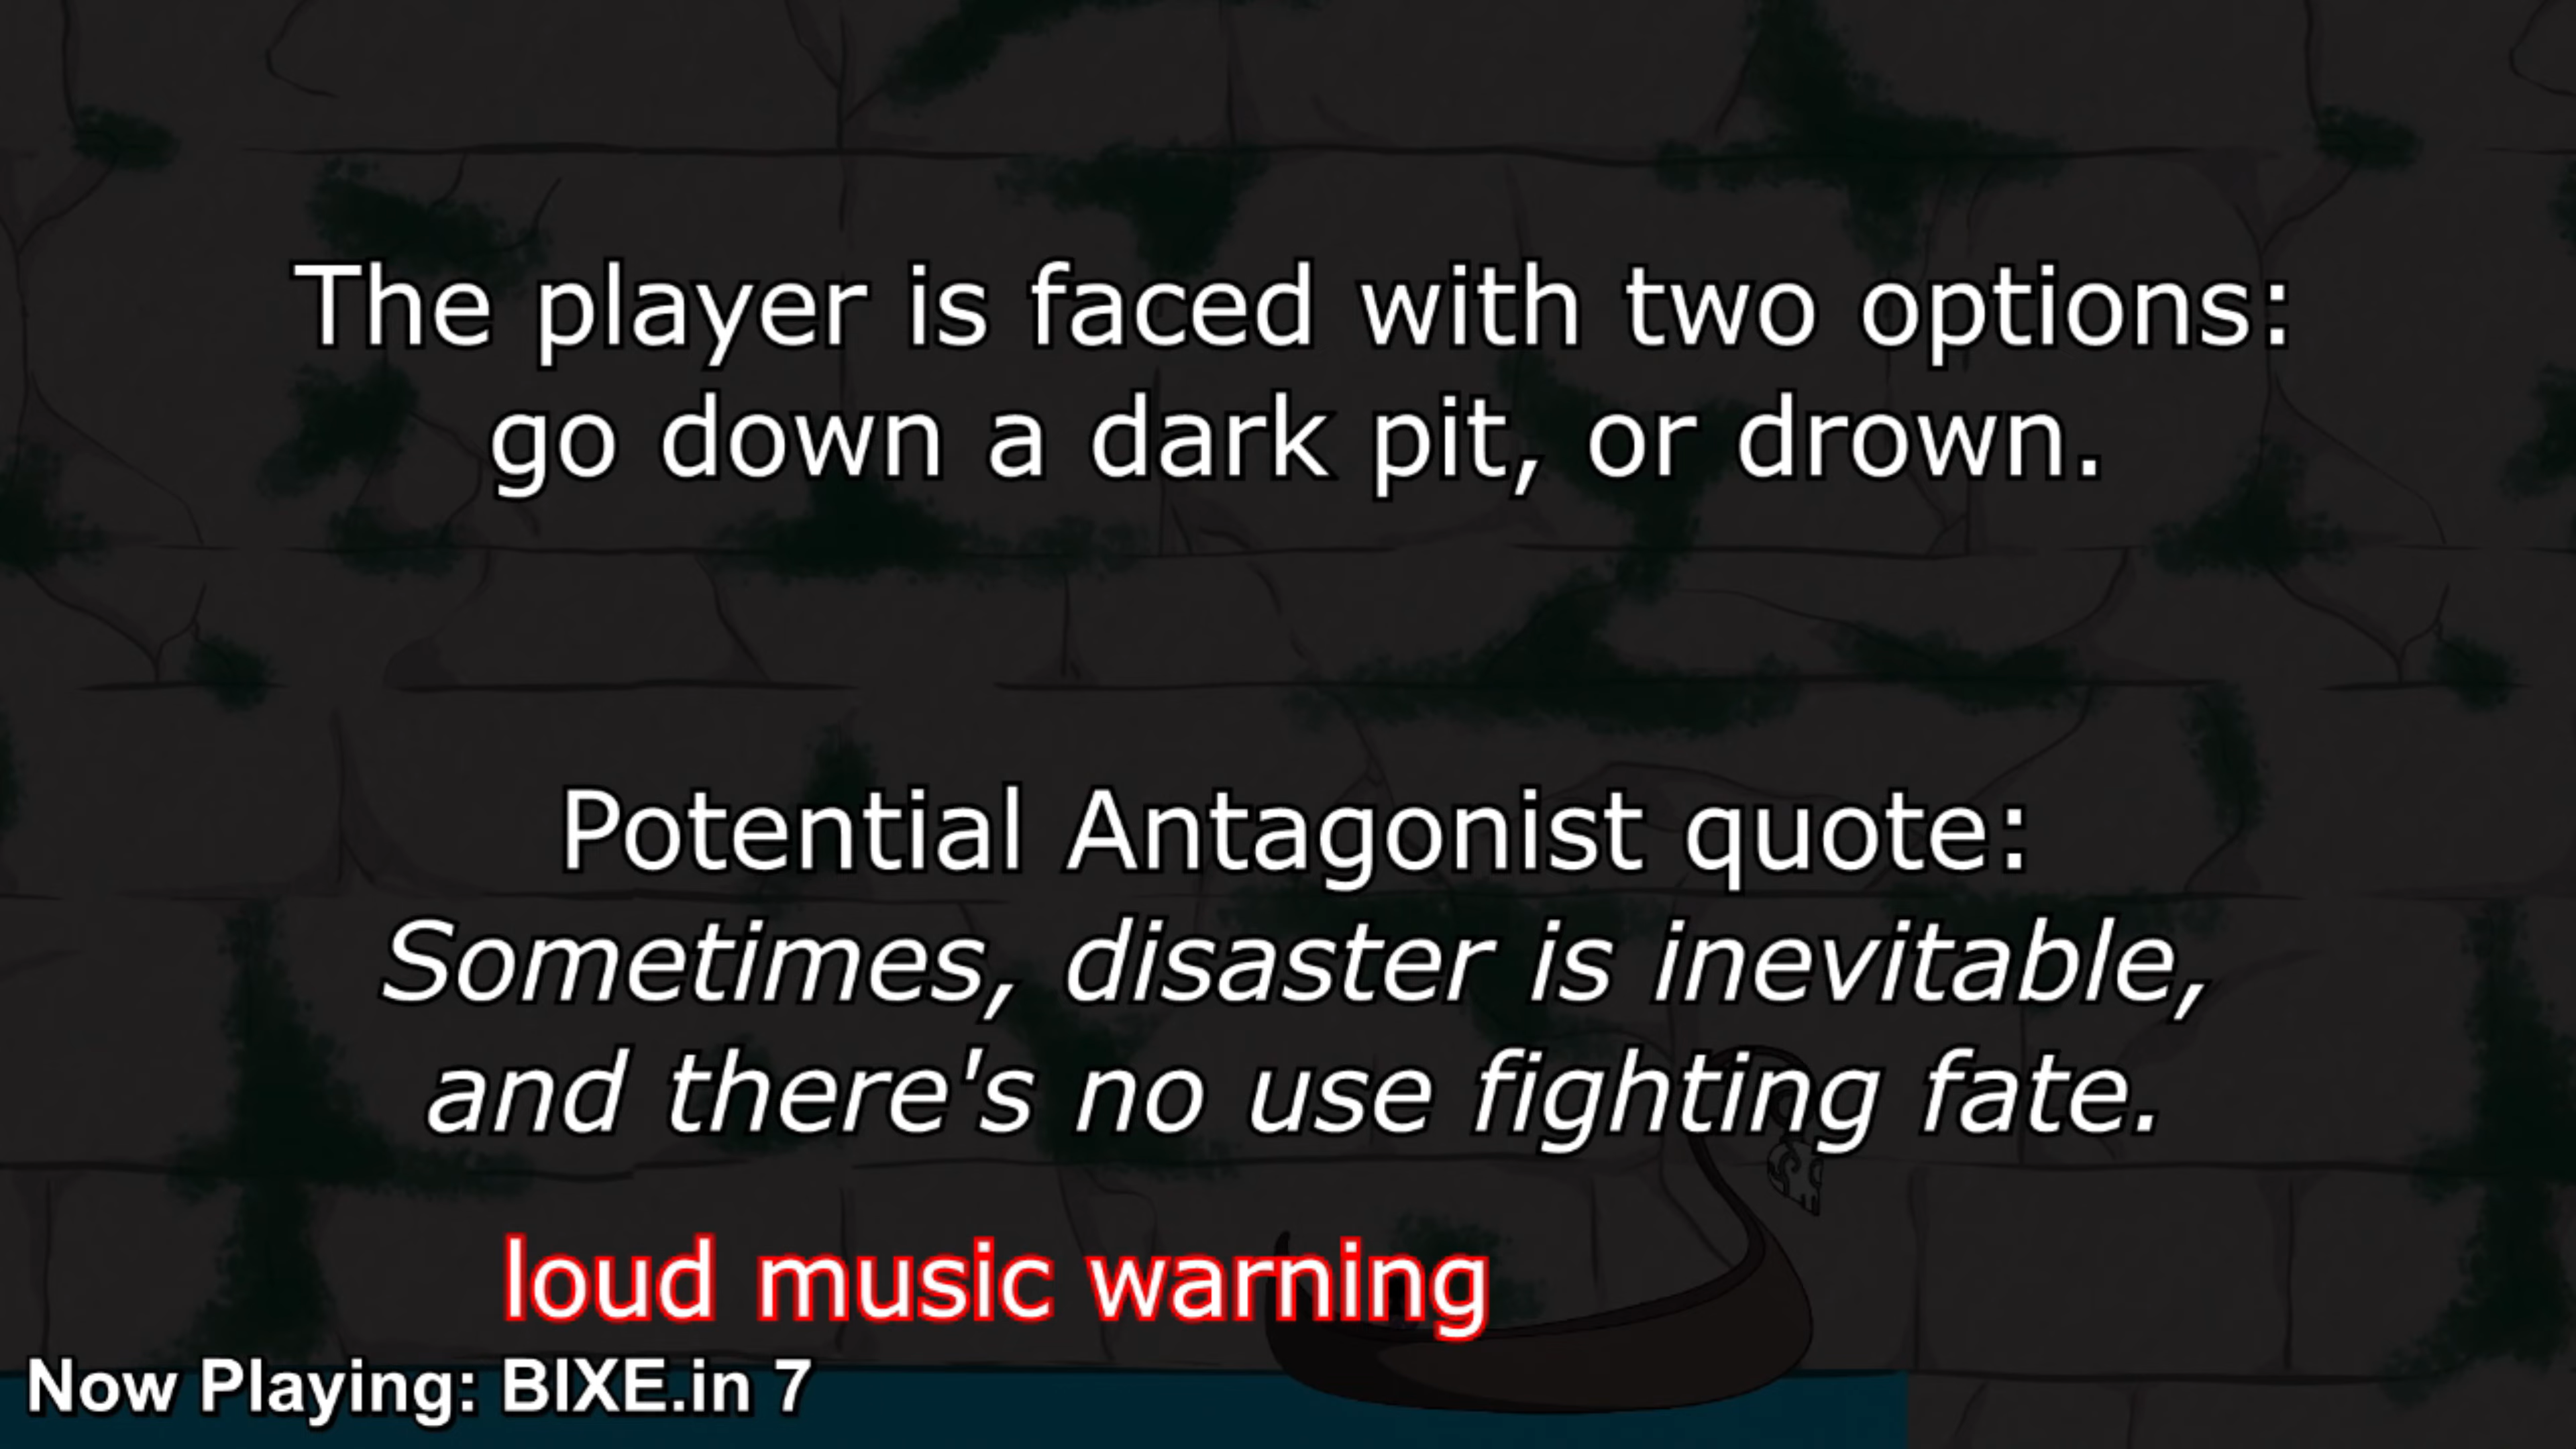 The player is faced with two options:
go down a dark pit, or drown.
Potential Antagonist quote:
Sometimes, disaster is inevitable,
and there's no use fighting fate.
loud music warning
Now Playing: BIXE.in 7